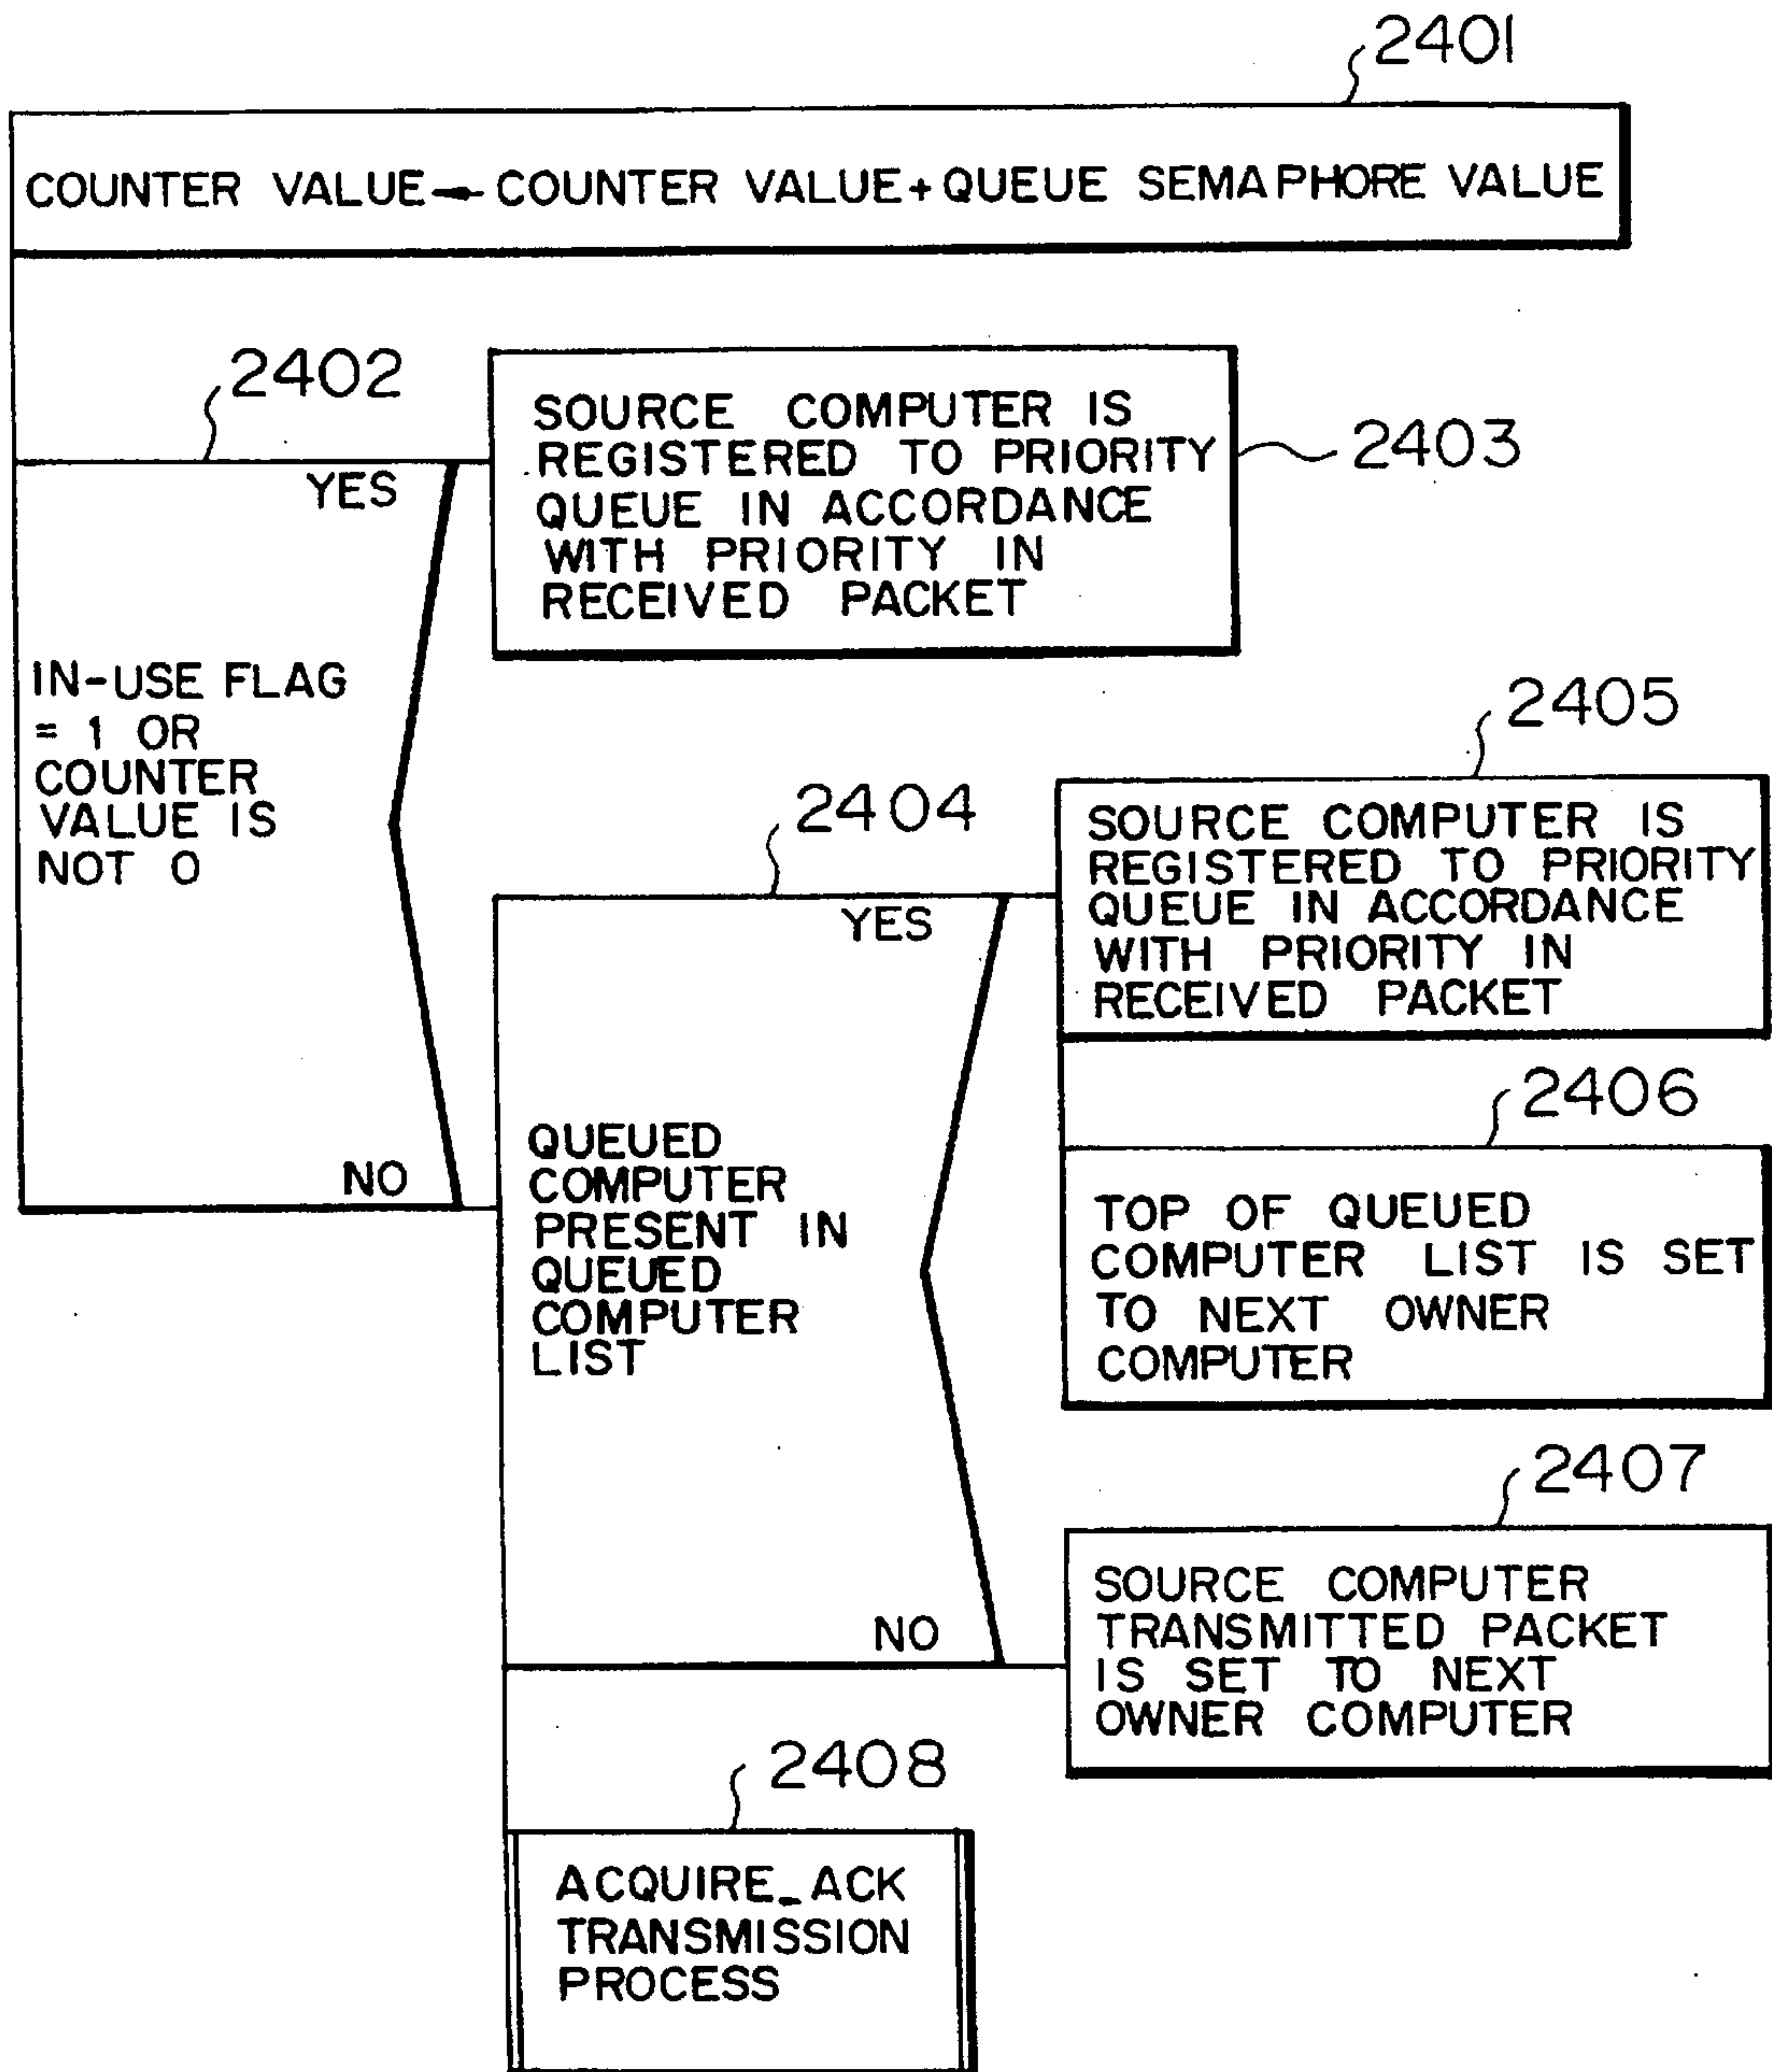 2401
COUNTER VALUE ← COUNTER VALUE + QUEUE SEMAPHORE VALUE
2402
YES
IN-USE FLAG
= 1 OR
COUNTER
VALUE IS
NOT 0
NO
SOURCE COMPUTER IS
REGISTERED TO PRIORITY
QUEUE IN ACCORDANCE
WITH PRIORITY IN
RECEIVED PACKET
2403
2404
YES
QUEUED
COMPUTER
PRESENT IN
QUEUED
COMPUTER
LIST
NO
2405
SOURCE COMPUTER IS
REGISTERED TO PRIORITY
QUEUE IN ACCORDANCE
WITH PRIORITY IN
RECEIVED PACKET
2406
TOP OF QUEUED
COMPUTER LIST IS SET
TO NEXT OWNER
COMPUTER
2407
SOURCE COMPUTER
TRANSMITTED PACKET
IS SET TO NEXT
OWNER COMPUTER
2408
ACQUIRE_ACK
TRANSMISSION
PROCESS